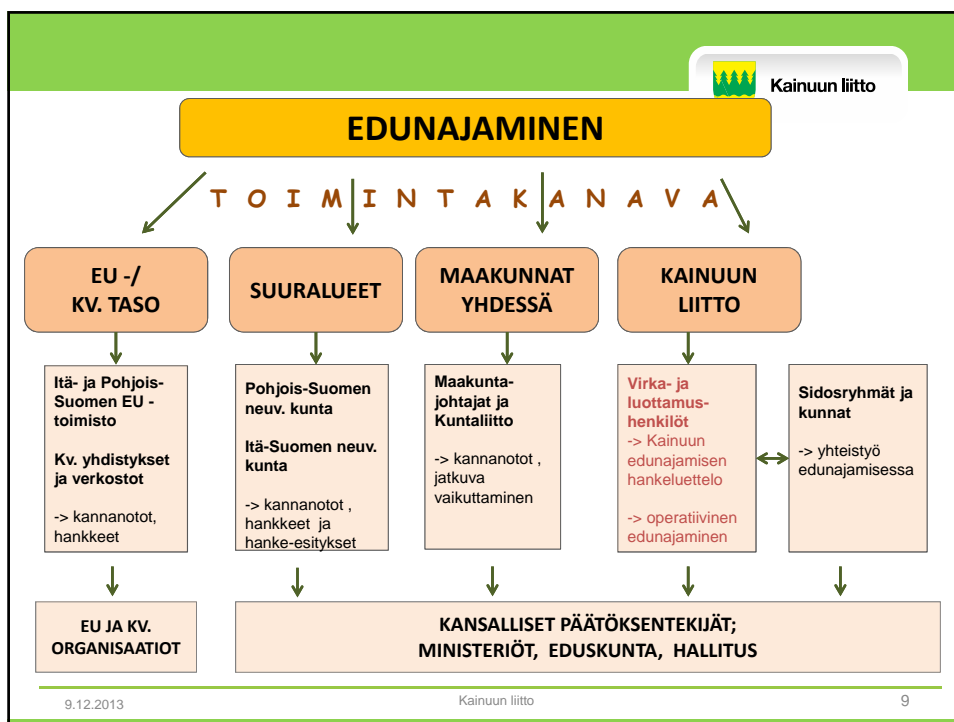 Kainuun liitto
EDUNAJAMINEN
T O I M I N T A K A N A V A
EU -/
KV. TASO
SUURALUEET
MAAKUNNAT
YHDESSÄ
KAINUUN
LIITTO
Itä- ja Pohjois-
Suomen EU -
toimisto
Kv. yhdistykset
ja verkostot
-> kannanotot,
hankkeet
Pohjois-Suomen
neuv. kunta
Itä-Suomen neuv.
kunta
-> kannanotot ,
hankkeet ja
hanke-esitykset
Maakunta-
johtajat ja
Kuntaliitto
-> kannanotot ,
jatkuva
vaikuttaminen
Virka- ja
luottamus-
henkilöt
-> Kainuun
edunajamisen
hankeluettelo
-> operatiivinen
edunajaminen
Sidosryhmät ja
kunnat
-> yhteistyö
edunajamisessa
EU JA KV.
ORGANISAATIOT
KANSALLISET PÄÄTÖKSENTEKIJÄT;
MINISTERIÖT, EDUSKUNTA, HALLITUS
9.12.2013
Kainuun liitto
9